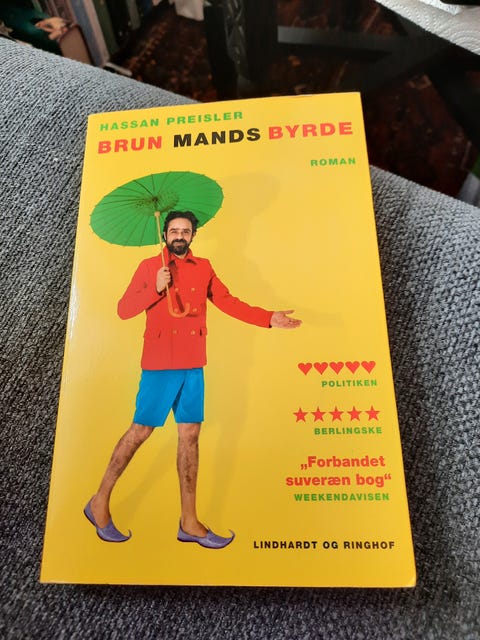 HASSAN PREISLER
BRUN MANDS BYRDE
ROMAN
POLITIKEN
BERLINGSKE
„Forbandet
suveræn bog“
WEEKENDAVISEN
LINDHARDT OG RINGHOF